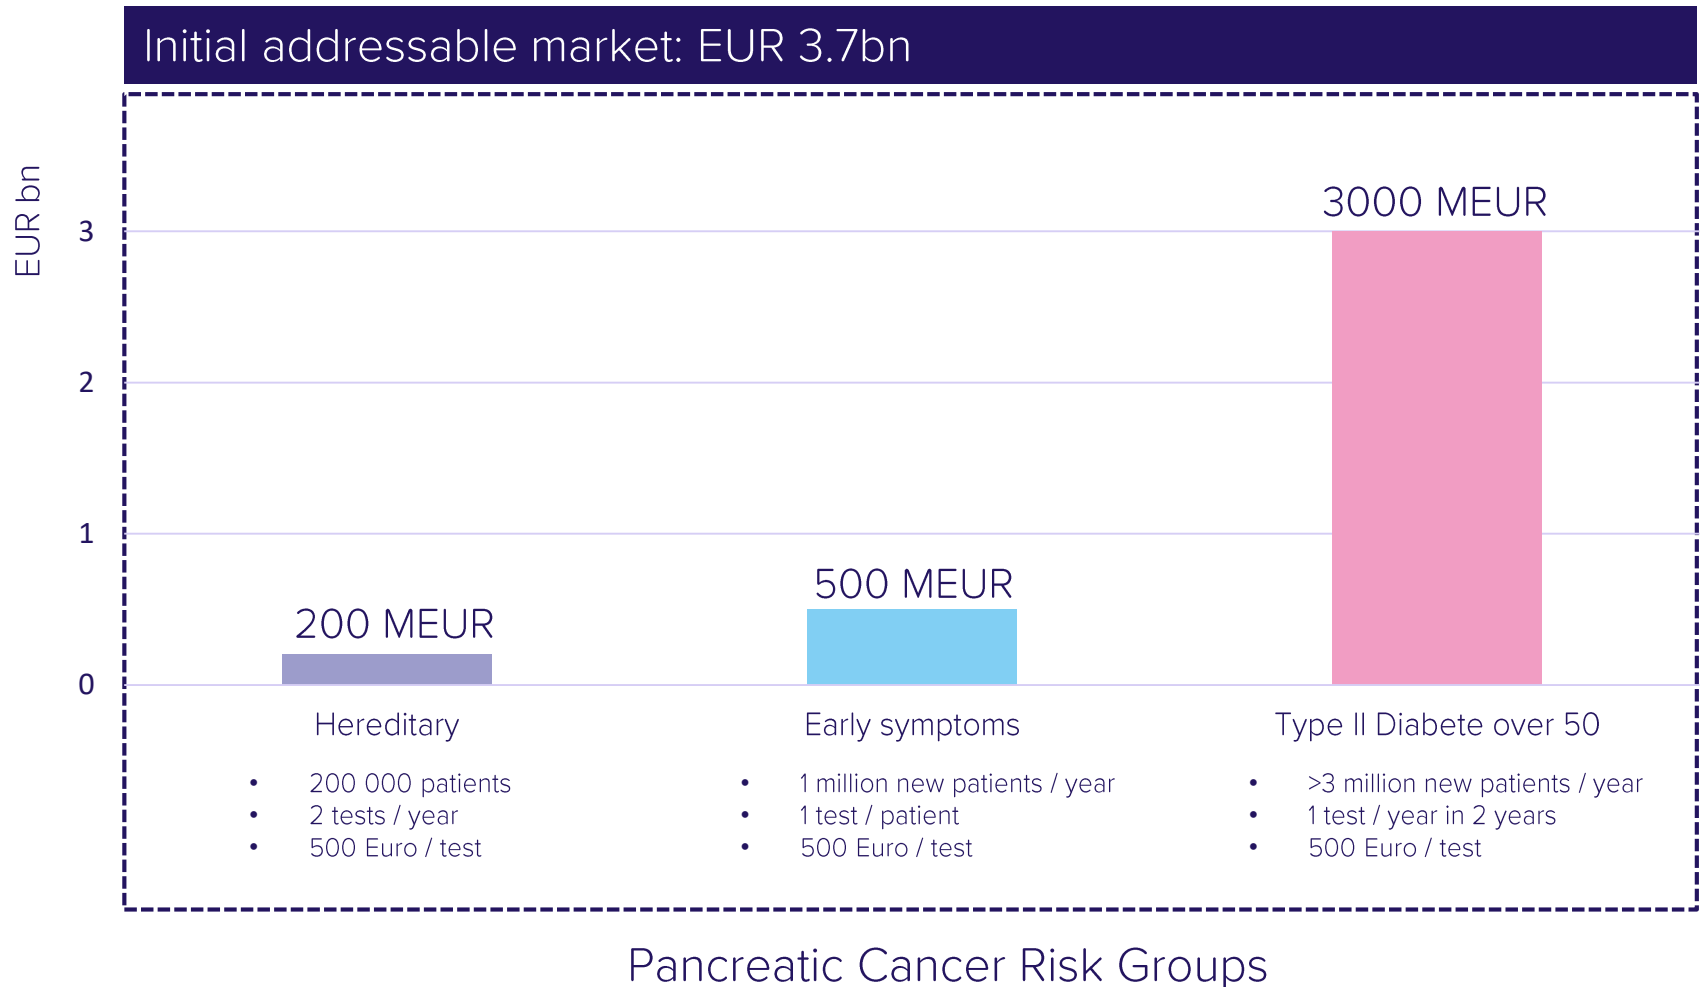 Initial addressable market: EUR 3.7bn
EUR bn
3
2
1
0
200 MEUR
500 MEUR
3000 MEUR
Hereditary
• 200 000 patients
• 2 tests / year
• 500 Euro / test
Early symptoms
• 1 million new patients / year
• 1 test / patient
• 500 Euro / test
Type II Diabete over 50
• >3 million new patients / year
• 1 test / year in 2 years
• 500 Euro / test
Pancreatic Cancer Risk Groups